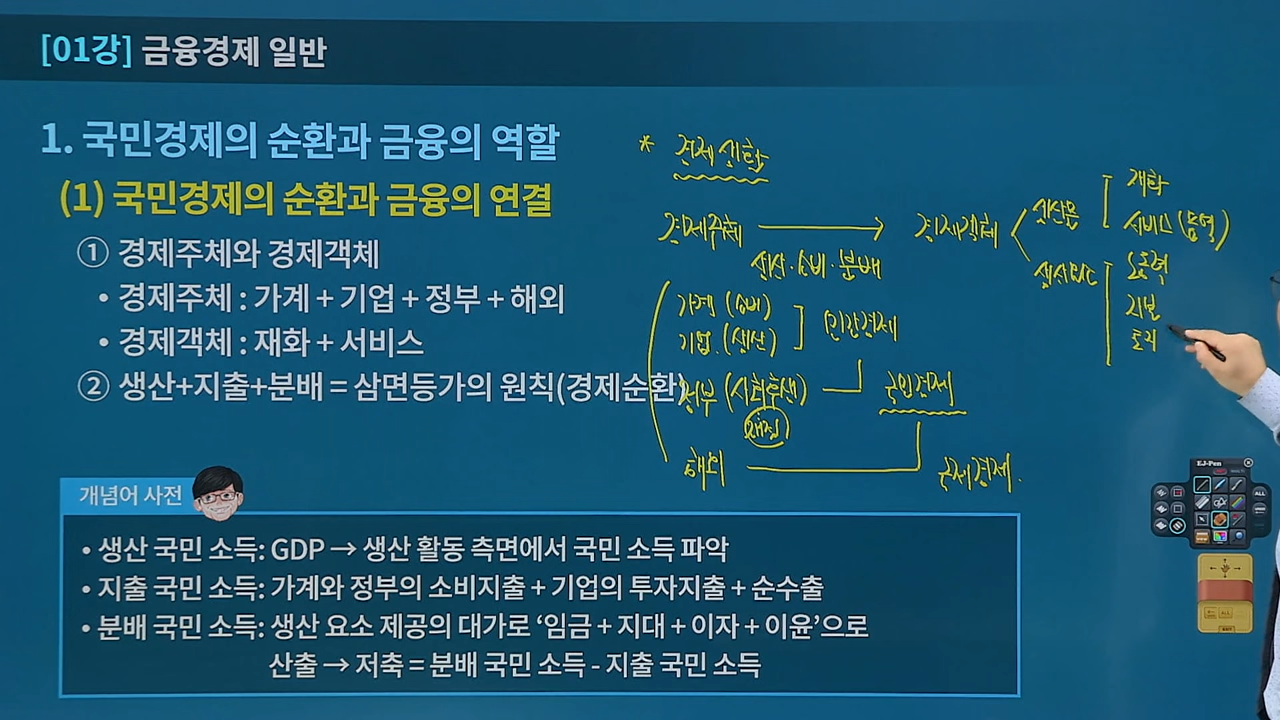 [01강] 금융경제 일반
1. 국민경제의 순환과 금융의 역할
(1) 국민경제의 순환과 금융의 연결
① 경제주체와 경제객체
• 경제주체 : 가계 + 기업 + 정부 + 해외
• 경제객체 : 재화 + 서비스
② 생산+지출+분배 = 삼면등가의 원칙(경제순환)
* 경제생활
경제주체 → 경제객체
생산·소비·분배
생산물
재화
서비스(용역)
생산요소
노동력
자본
토지
가계 (소비)
기업 (생산)
민간경제
정부 (사회후생)
재정
국민경제
해외
국제경제.
개념어 사전
• 생산 국민 소득: GDP → 생산 활동 측면에서 국민 소득 파악
• 지출 국민 소득: 가계와 정부의 소비지출 + 기업의 투자지출 + 순수출
• 분배 국민 소득: 생산 요소 제공의 대가로 ‘임금 + 지대 + 이자 + 이윤’으로
산출 → 저축 = 분배 국민 소득 - 지출 국민 소득
EJ-Pen
ALL